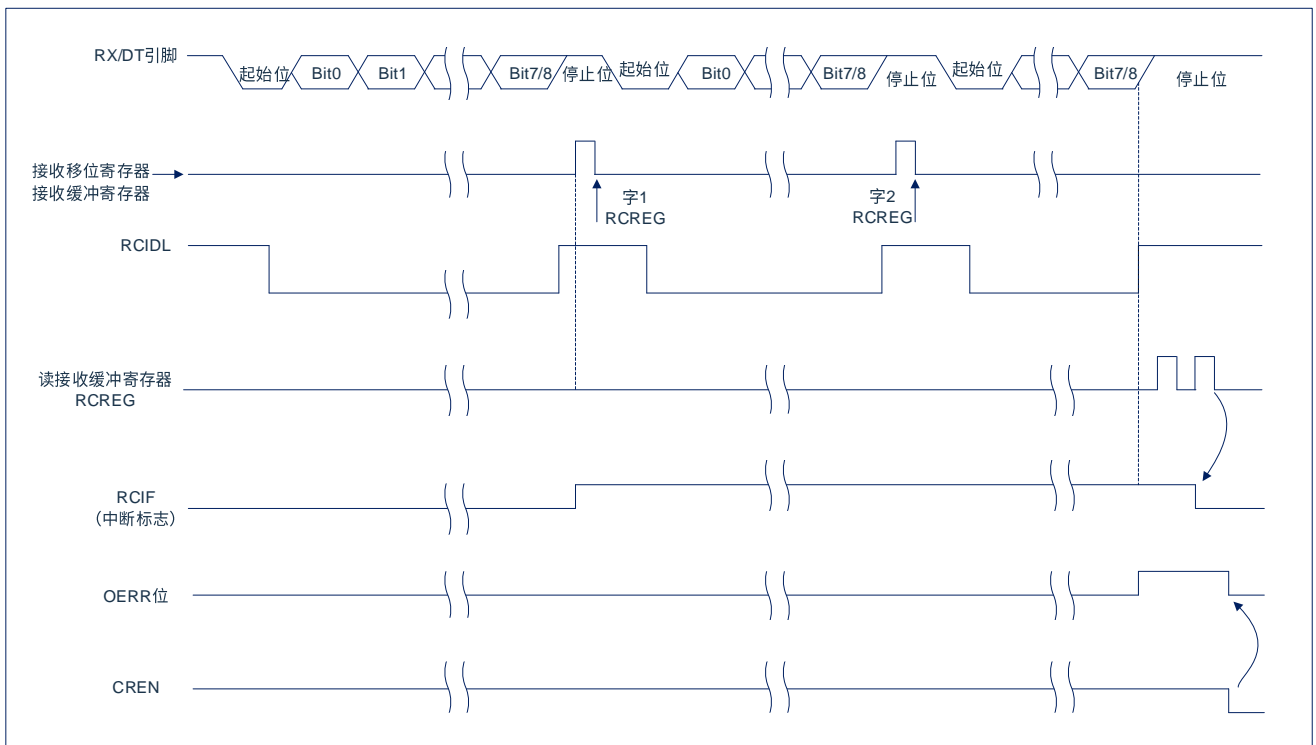 RX/DT引脚
起始位 Bit0 Bit1 Bit7/8 停止位 起始位 Bit0 Bit7/8 停止位 起始位 Bit7/8 停止位
接收移位寄存器
接收缓冲寄存器
字1
RCREG
字2
RCREG
RCIDL
读接收缓冲寄存器
RCREG
RCIF
(中断标志)
OERR位
CREN